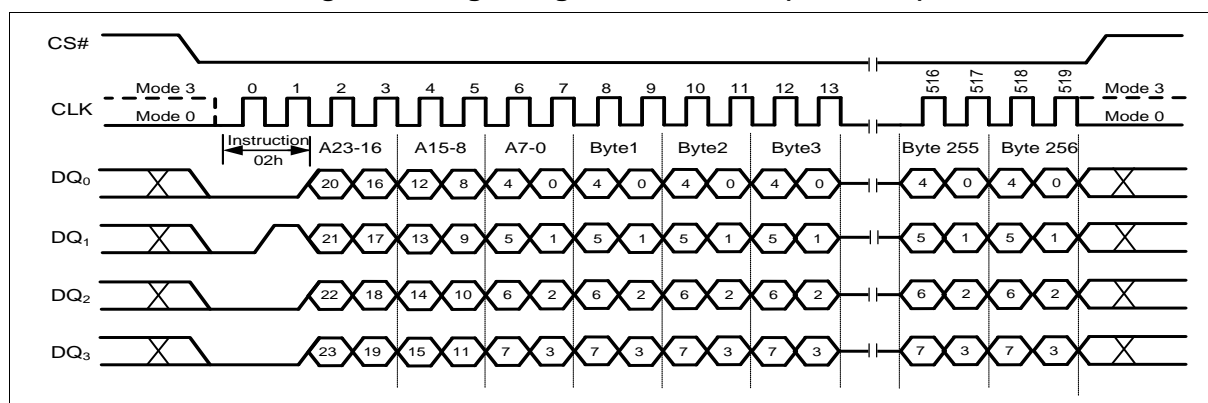 CS#
Mode 3 0 1 2 3 4 5 6 7 8 9 10 11 12 13 516 517 518 519 Mode 3
CLK
Mode 0 Mode 0
Instruction
02h A23-16 A15-8 A7-0 Byte1 Byte2 Byte3 Byte 255 Byte 256
DQ0 20 16 12 8 4 0 4 0 4 0 4 0 4 0 4 0
DQ1 21 17 13 9 5 1 5 1 5 1 5 1 5 1 5 1
DQ2 22 18 14 10 6 2 6 2 6 2 6 2 6 2 6 2
DQ3 23 19 15 11 7 3 7 3 7 3 7 3 7 3 7 3